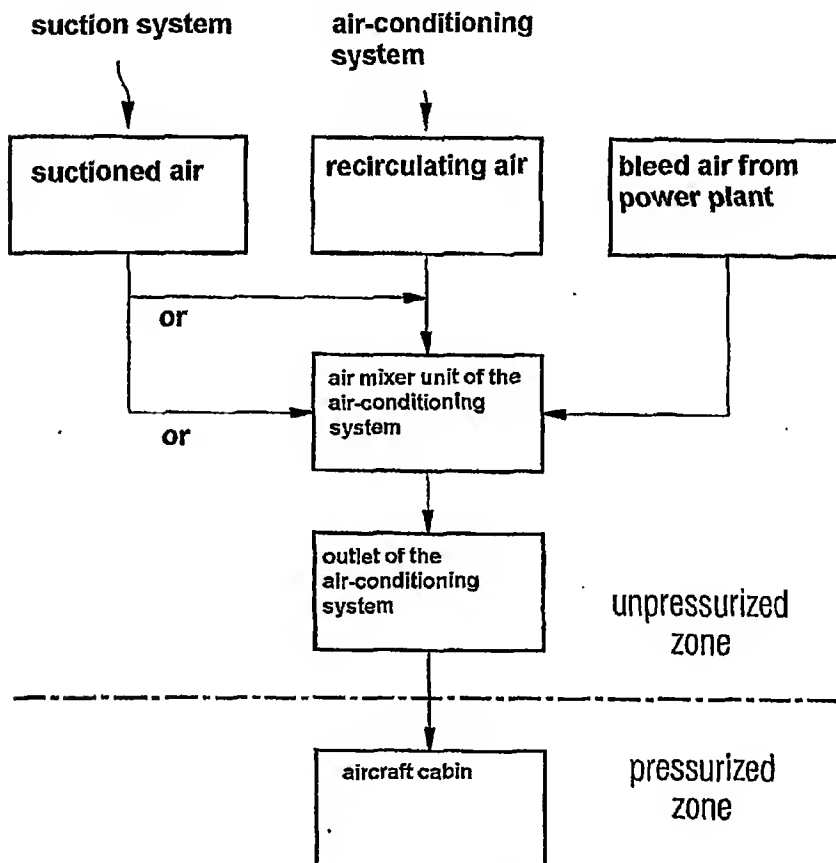 suction system
air-conditioning
system
suctioned air
recirculating air
bleed air from
power plant
or
air mixer unit of the
air-conditioning
system
or
outlet of the
air-conditioning
system
unpressurized
zone
aircraft cabin
pressurized
zone